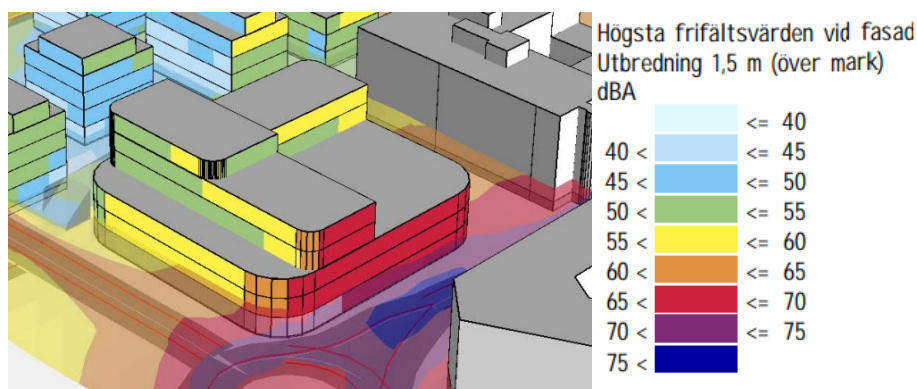 Högsta frifältsvärden vid fasad
Utbredning 1,5 m (över mark)
dBA
<= 40
40 < <= 45
45 < <= 50
50 < <= 55
55 < <= 60
60 < <= 65
65 < <= 70
70 < <= 75
75 <